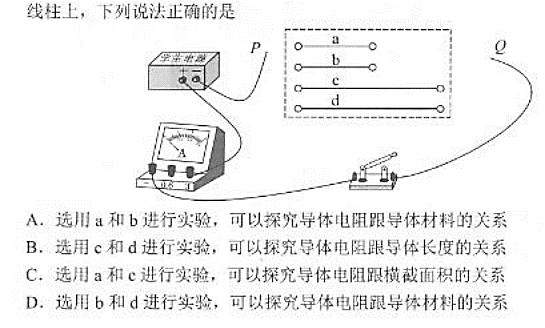 线柱上，下列说法正确的是
学生电源
P
Q
a
b
c
d
+ −
A
− 0.6 3
A．选用 a 和 b 进行实验，可以探究导体电阻跟导体材料的关系
B．选用 c 和 d 进行实验，可以探究导体电阻跟导体长度的关系
C．选用 a 和 c 进行实验，可以探究导体电阻跟横截面积的关系
D．选用 b 和 d 进行实验，可以探究导体电阻跟导体材料的关系